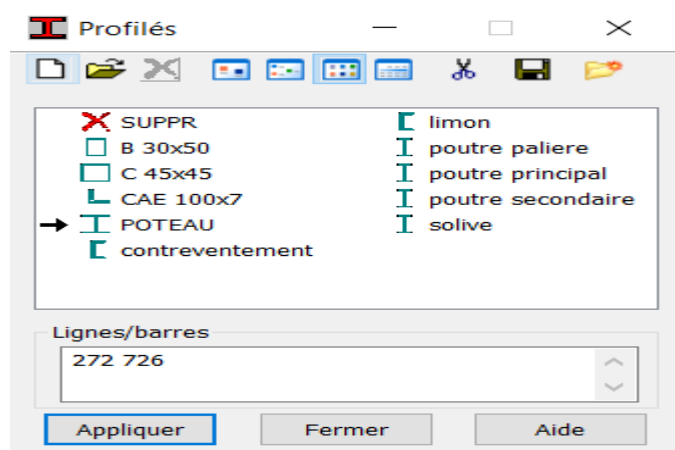 Profilés
SUPPR
B 30x50
C 45x45
CAE 100x7
POTEAU
contreventement
limon
poutre paliere
poutre principal
poutre secondaire
solive
Lignes/barres
272 726
Appliquer
Fermer
Aide